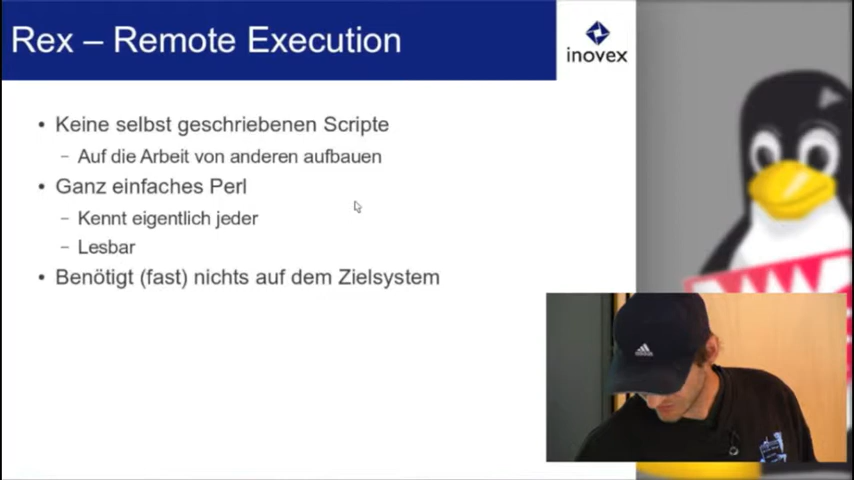 Rex – Remote Execution
inovex
• Keine selbst geschriebenen Scripte
– Auf die Arbeit von anderen aufbauen
• Ganz einfaches Perl
– Kennt eigentlich jeder
– Lesbar
• Benötigt (fast) nichts auf dem Zielsystem